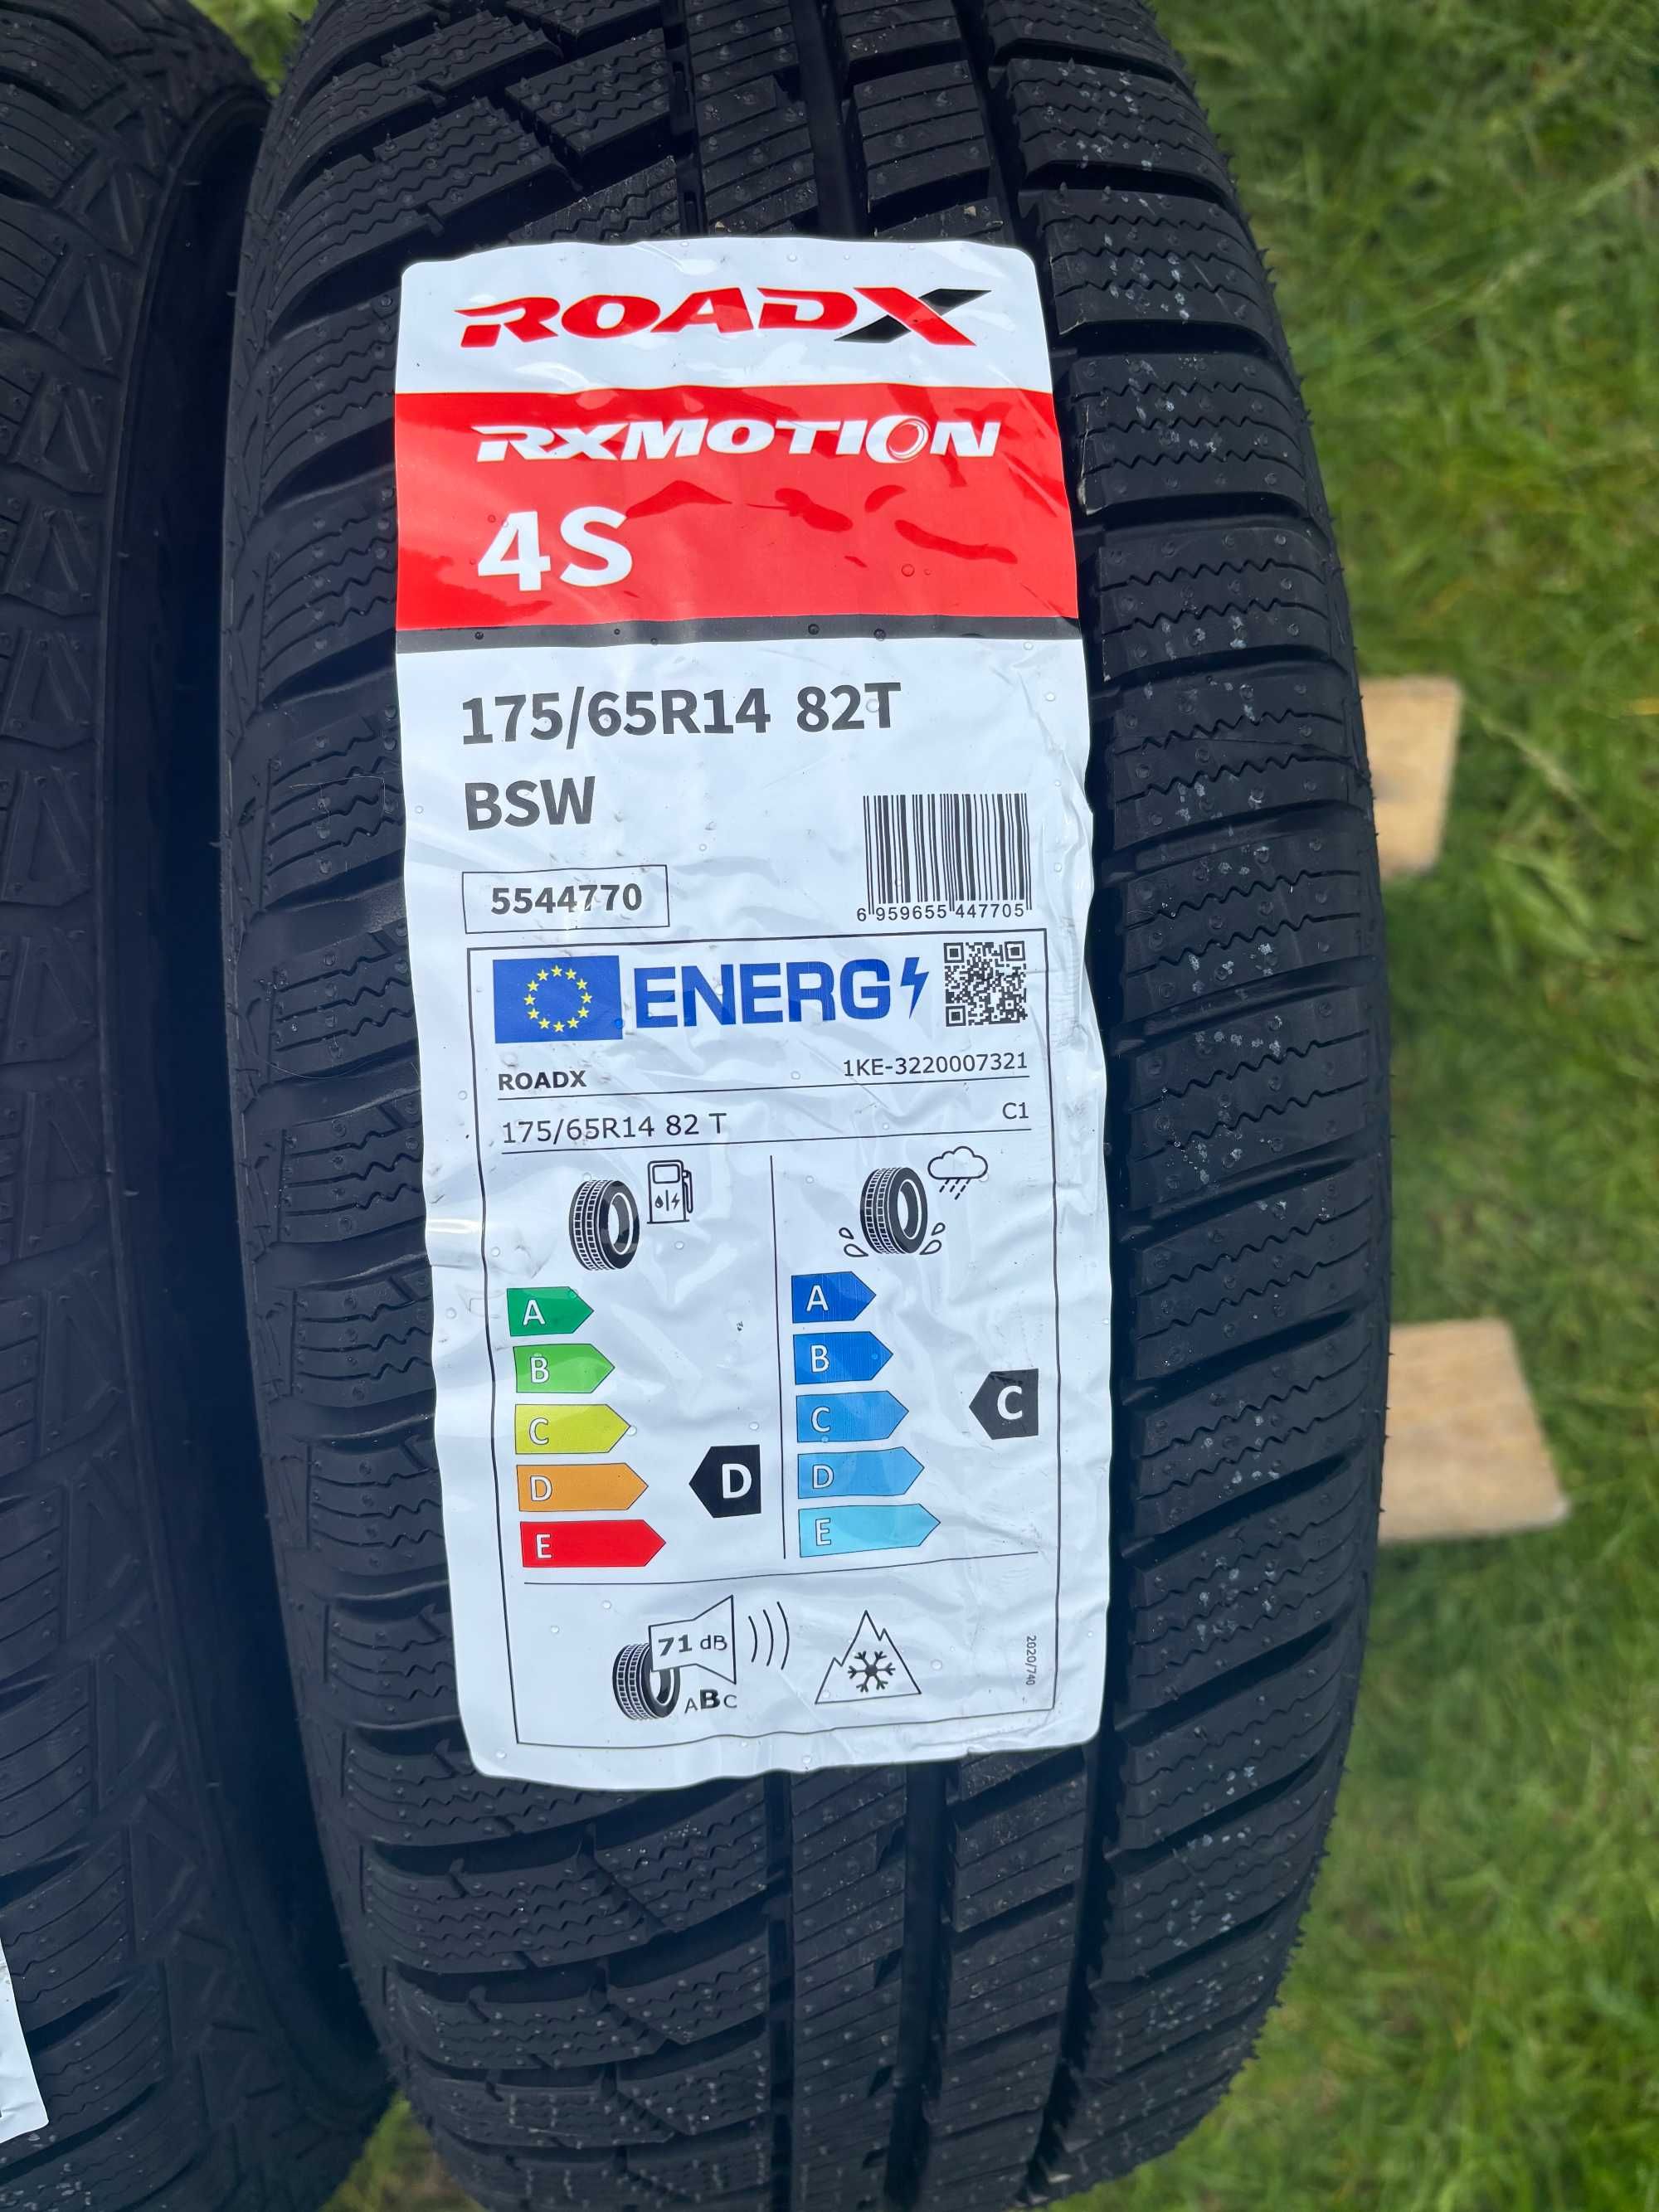 ROADX
RXMOTION
4S
175/65R14 82T
BSW
5544770
6 959655 447705
ENERG
ROADX 1KE-3220007321
175/65R14 82 T C1
A A
B B
C C C
D D D
E E
71 dB
ABC
2020/740